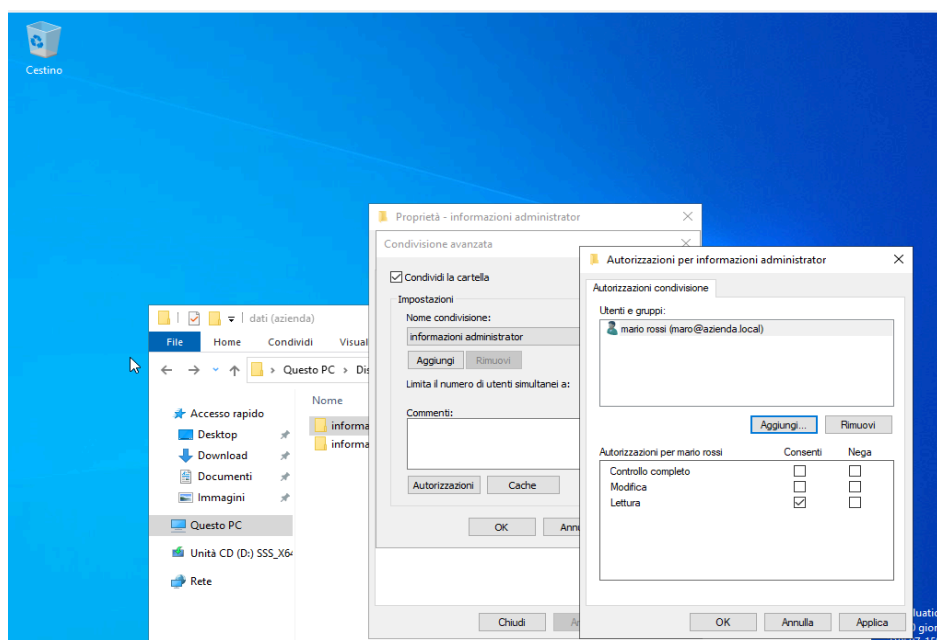 Cestino
Proprietà - informazioni administrator
Condivisione avanzata
Condividi la cartella
Impostazioni
Nome condivisione:
informazioni administrator
Aggiungi
Rimuovi
Limita il numero di utenti simultanei a:
Commenti:
Autorizzazioni
Cache
OK
Chiudi
Autorizzazioni per informazioni administrator
Autorizzazioni condivisione
Utenti e gruppi:
mario rossi (maro@azienda.local)
Aggiungi...
Rimuovi
Autorizzazioni per mario rossi
Consenti
Nega
Controllo completo
Modifica
Lettura
OK
Annulla
Applica
dati (azienda)
File
Home
Condividi
Visual
Questo PC
Nome
informa
informa
Accesso rapido
Desktop
Download
Documenti
Immagini
Questo PC
Unità CD (D:) SSS_X64
Rete